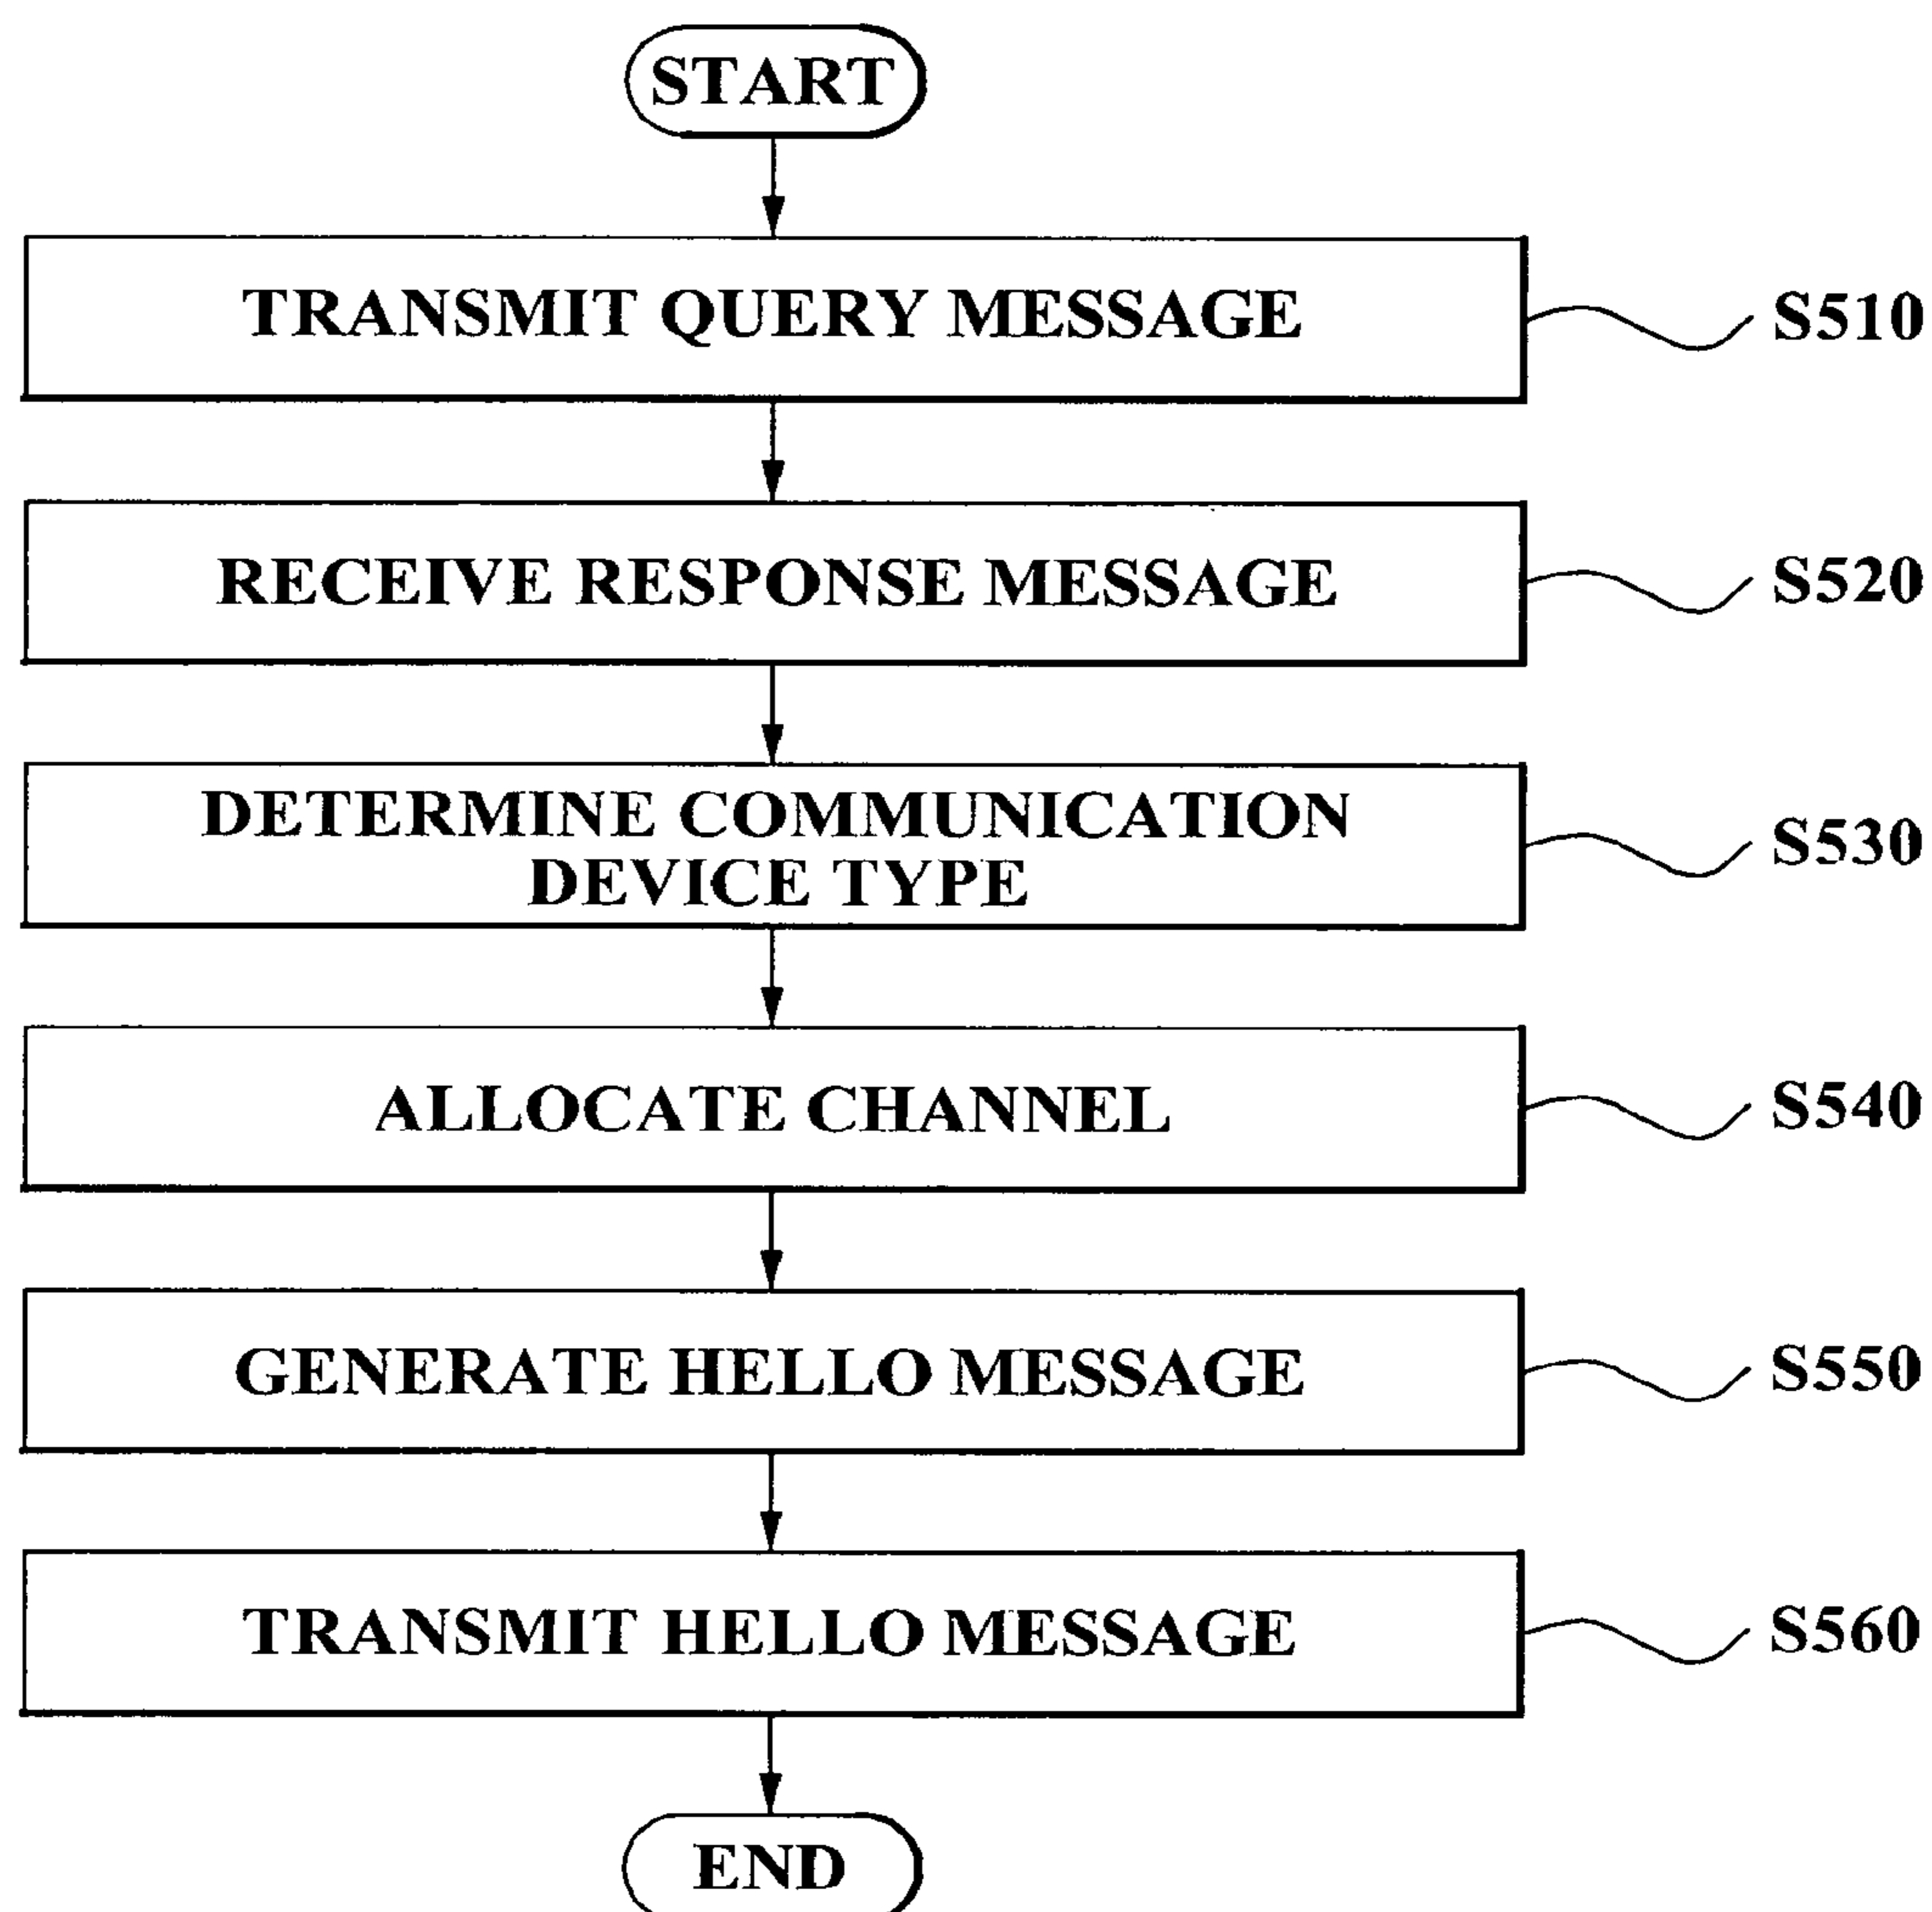 START
TRANSMIT QUERY MESSAGE
S510
RECEIVE RESPONSE MESSAGE
S520
DETERMINE COMMUNICATION
DEVICE TYPE
S530
ALLOCATE CHANNEL
S540
GENERATE HELLO MESSAGE
S550
TRANSMIT HELLO MESSAGE
S560
END